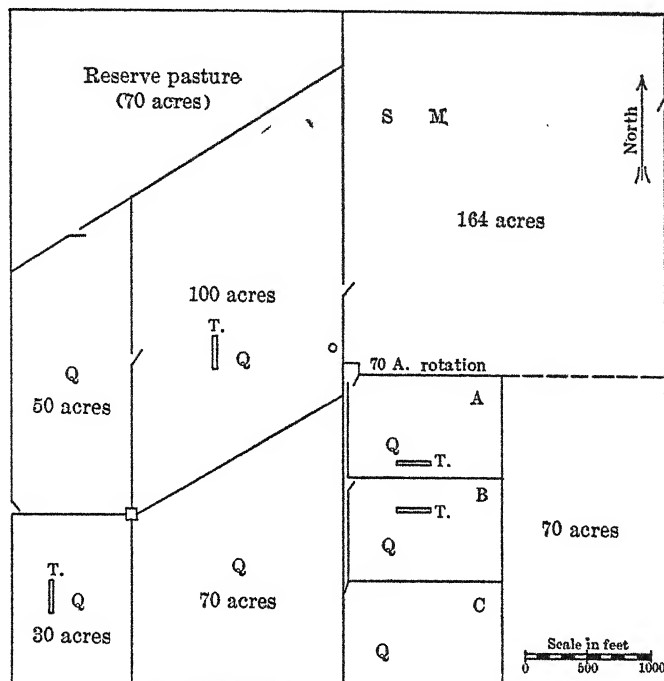 Reserve pasture
(70 acres)
S M
North
164 acres
100 acres
T.
Q
Q
50 acres
70 A. rotation
A
Q
T.
B
T.
Q
70 acres
T.
Q
30 acres
Q
70 acres
C
Q
Scale in feet
0 500 1000